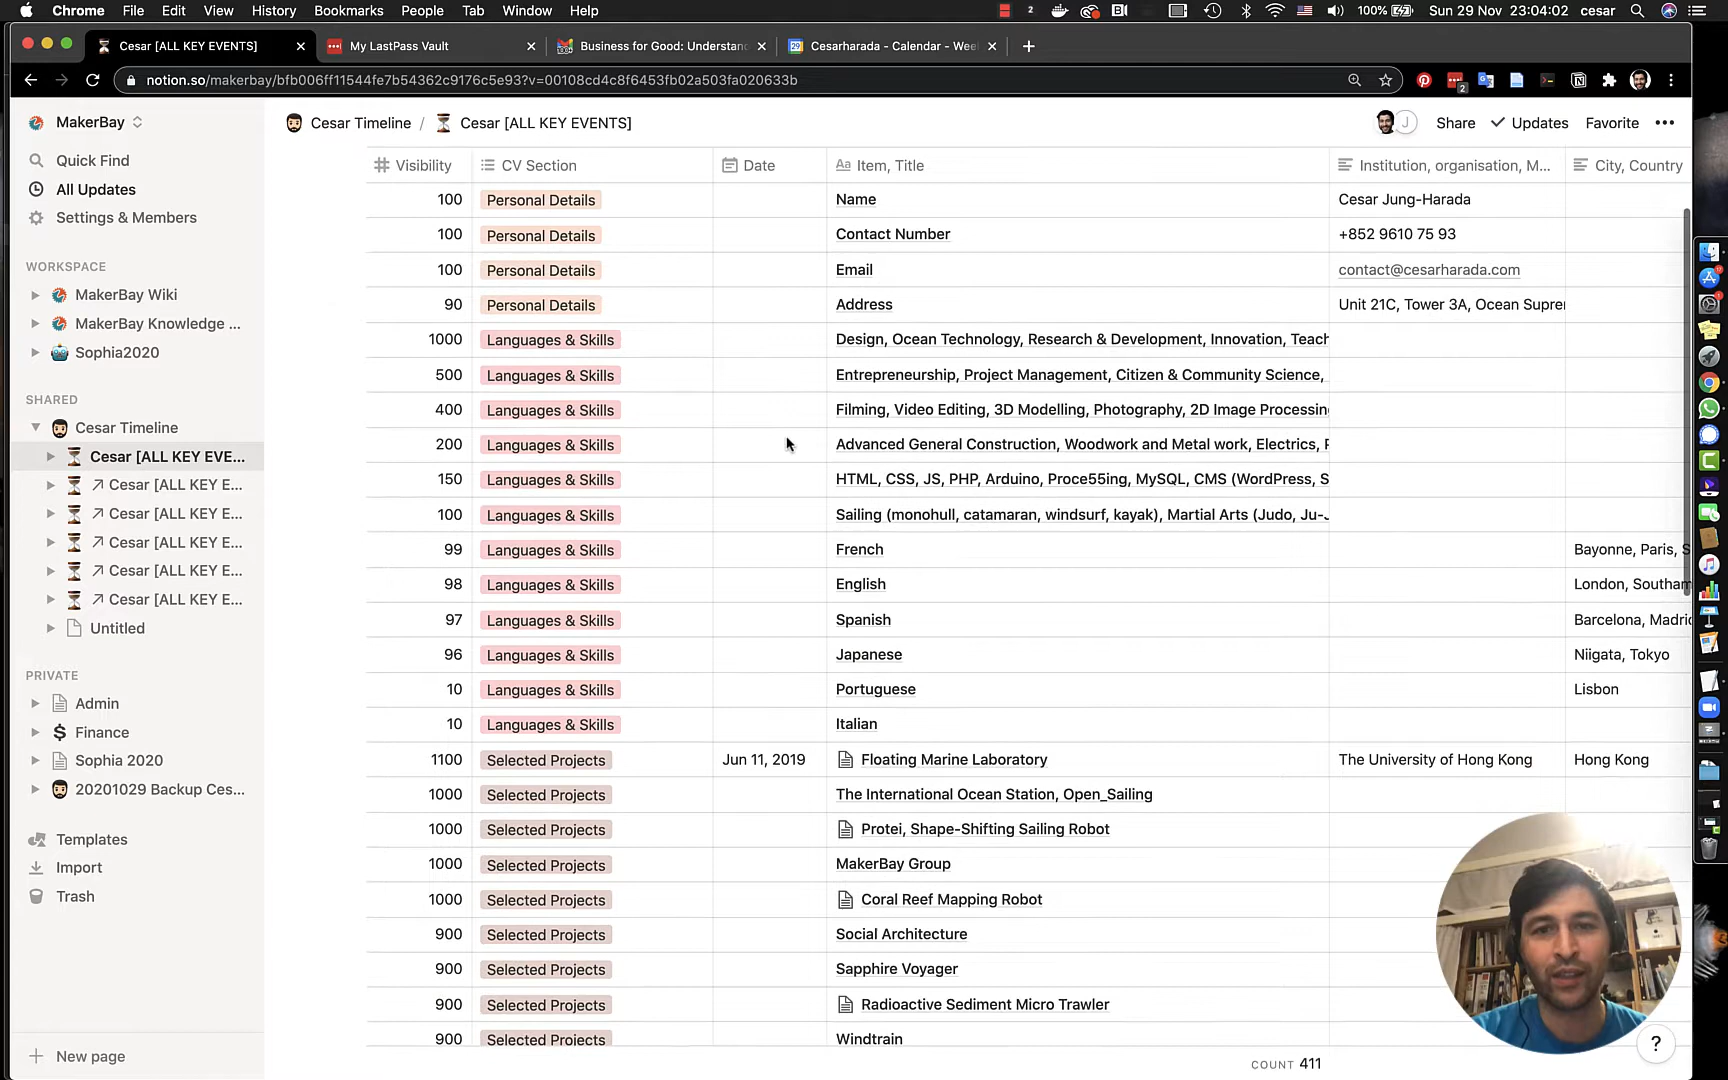 Chrome File Edit View History Bookmarks People Tab Window Help 2 100% Sun 29 Nov 23:04:02 cesar
Cesar [ALL KEY EVENTS] My LastPass Vault Business for Good: Understan Cesarharada - Calendar - Wee
notion.so/makerbay/bfb006ff11544fe7b54362c9176c5e93?v=00108cd4c8f6453fb02a503fa020633b 2
MakerBay
Cesar Timeline / Cesar [ALL KEY EVENTS] J Share Updates Favorite
Quick Find
All Updates
Settings & Members
WORKSPACE
MakerBay Wiki
MakerBay Knowledge ...
Sophia2020
SHARED
Cesar Timeline
Cesar [ALL KEY EVE...
Cesar [ALL KEY E...
Cesar [ALL KEY E...
Cesar [ALL KEY E...
Cesar [ALL KEY E...
Cesar [ALL KEY E...
Untitled
PRIVATE
Admin
Finance
Sophia 2020
20201029 Backup Ces...
Templates
Import
Trash
New page
Visibility CV Section Date Aa Item, Title Institution, organisation, M... City, Country
100 Personal Details Name Cesar Jung-Harada
100 Personal Details Contact Number +852 9610 75 93
100 Personal Details Email contact@cesarharada.com
90 Personal Details Address Unit 21C, Tower 3A, Ocean Supre
1000 Languages & Skills Design, Ocean Technology, Research & Development, Innovation, Teach
500 Languages & Skills Entrepreneurship, Project Management, Citizen & Community Science,
400 Languages & Skills Filming, Video Editing, 3D Modelling, Photography, 2D Image Processin
200 Languages & Skills Advanced General Construction, Woodwork and Metal work, Electrics,
150 Languages & Skills HTML, CSS, JS, PHP, Arduino, Proce55ing, MySQL, CMS (WordPress, S
100 Languages & Skills Sailing (monohull, catamaran, windsurf, kayak), Martial Arts (Judo, Ju-J
99 Languages & Skills French Bayonne, Paris, S
98 Languages & Skills English London, Southam
97 Languages & Skills Spanish Barcelona, Madri
96 Languages & Skills Japanese Niigata, Tokyo
10 Languages & Skills Portuguese Lisbon
10 Languages & Skills Italian
1100 Selected Projects Jun 11, 2019 Floating Marine Laboratory The University of Hong Kong Hong Kong
1000 Selected Projects The International Ocean Station, Open_Sailing
1000 Selected Projects Protei, Shape-Shifting Sailing Robot
1000 Selected Projects MakerBay Group
1000 Selected Projects Coral Reef Mapping Robot
900 Selected Projects Social Architecture
900 Selected Projects Sapphire Voyager
900 Selected Projects Radioactive Sediment Micro Trawler
900 Selected Projects Windtrain
COUNT 411
?